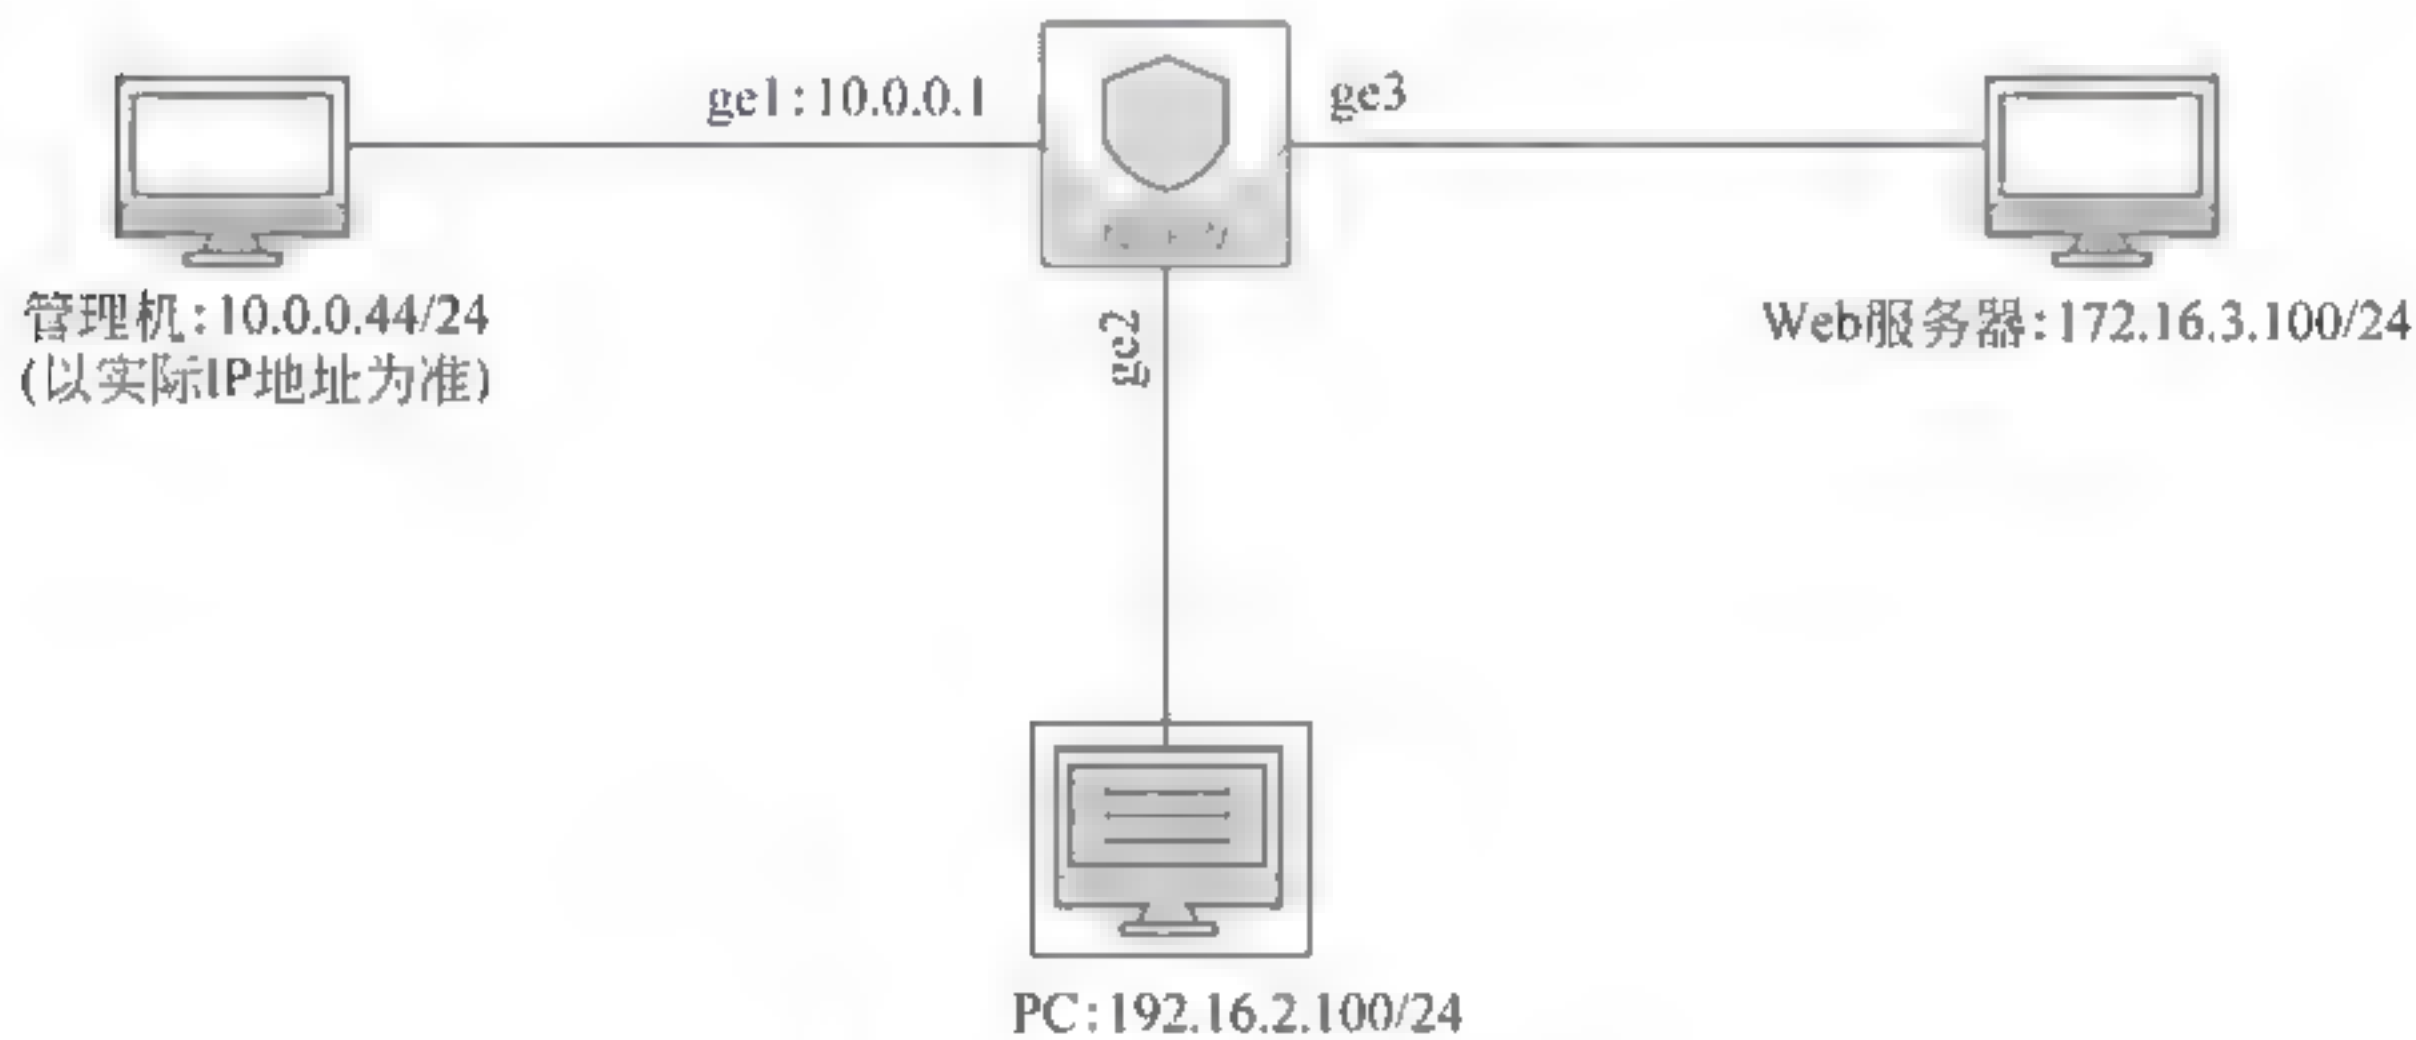 ge1:10.0.0.1
ge3
管理机:10.0.0.44/24
(以实际IP地址为准)
ge2
Web服务器:172.16.3.100/24
PC:192.16.2.100/24